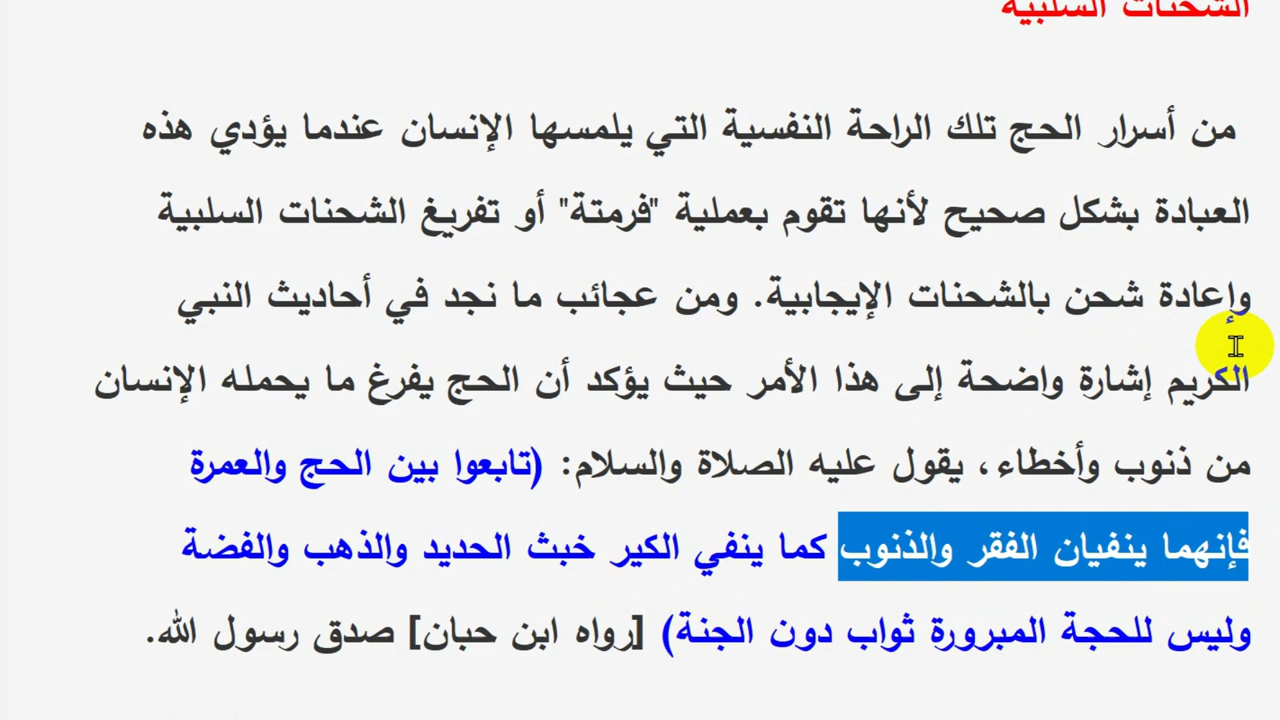 الشحنات السلبية
من أسرار الحج تلك الراحة النفسية التي يلمسها الإنسان عندما يؤدي هذه
العبادة بشكل صحيح لأنها تقوم بعملية "فرمتة" أو تفريغ الشحنات السلبية
وإعادة شحن بالشحنات الإيجابية. ومن عجائب ما نجد في أحاديث النبي
الكريم إشارة واضحة إلى هذا الأمر حيث يؤكد أن الحج يفرغ ما يحمله الإنسان
من ذنوب وأخطاء، يقول عليه الصلاة والسلام: (تابعوا بين الحج والعمرة
فإنهما ينفيان الفقر والذنوب كما ينفي الكير خبث الحديد والذهب والفضة
وليس للحجة المبرورة ثواب دون الجنة) [رواه ابن حبان] صدق رسول الله.